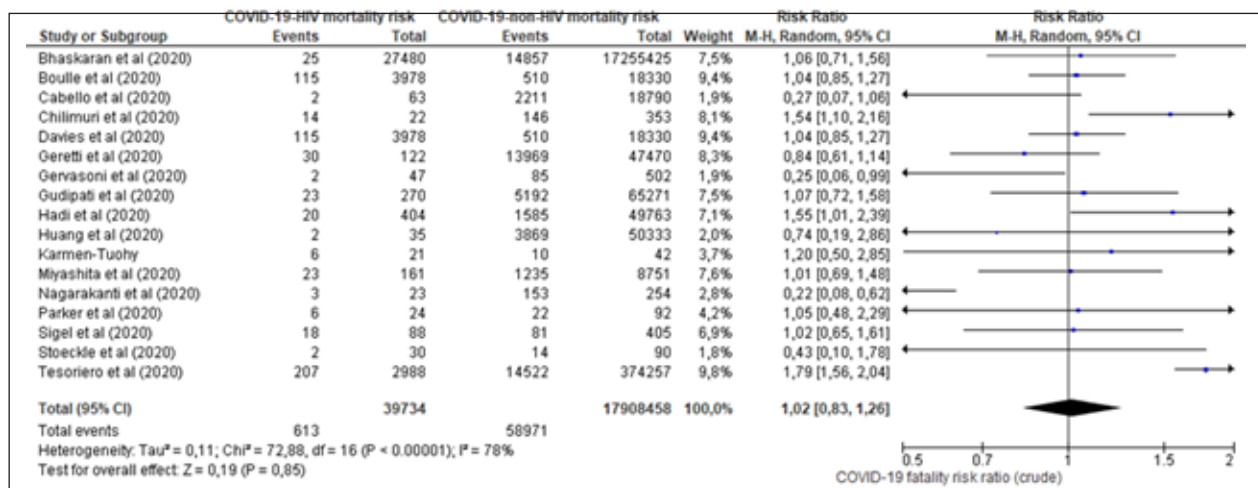 COVID-19-HIV mortality risk COVID-19-non-HIV mortality risk Risk Ratio Risk Ratio
Study or Subgroup Events Total Events Total Weight M-H, Random, 95% CI M-H, Random, 95% CI
Bhaskaran et al (2020) 25 27480 14857 17255425 7,5% 1,06 [0,71, 1,56]
Boulle et al (2020) 115 3978 510 18330 9,4% 1,04 [0,85, 1,27]
Cabello et al (2020) 2 63 2211 18790 1,9% 0,27 [0,07, 1,06]
Chilimuri et al (2020) 14 22 146 353 8,1% 1,54 [1,10, 2,16]
Davies et al (2020) 115 3978 510 18330 9,4% 1,04 [0,85, 1,27]
Geretti et al (2020) 30 122 13969 47470 8,3% 0,84 [0,61, 1,14]
Gervasoni et al (2020) 2 47 85 502 1,9% 0,25 [0,06, 0,99]
Gudipati et al (2020) 23 270 5192 65271 7,5% 1,07 [0,72, 1,58]
Hadi et al (2020) 20 404 1585 49763 7,1% 1,55 [1,01, 2,39]
Huang et al (2020) 2 35 3869 50333 2,0% 0,74 [0,19, 2,86]
Karmen-Tuohy 6 21 10 42 3,7% 1,20 [0,50, 2,85]
Miyashita et al (2020) 23 161 1235 8751 7,6% 1,01 [0,69, 1,48]
Nagarakanti et al (2020) 3 23 153 254 2,8% 0,22 [0,08, 0,62]
Parker et al (2020) 6 24 22 92 4,2% 1,05 [0,48, 2,29]
Sigel et al (2020) 18 88 81 405 6,9% 1,02 [0,65, 1,61]
Stoeckle et al (2020) 2 30 14 90 1,8% 0,43 [0,10, 1,78]
Tesoriero et al (2020) 207 2988 14522 374257 9,8% 1,79 [1,56, 2,04]
Total (95% CI) 39734 17908458 100,0% 1,02 [0,83, 1,26]
Total events 613 58971
Heterogeneity: Tau² = 0,11; Chi² = 72,88, df = 16 (P < 0.00001); I² = 78%
Test for overall effect: Z = 0,19 (P = 0,85)
0.5 0.7 1 1.5 2
COVID-19 fatality risk ratio (crude)